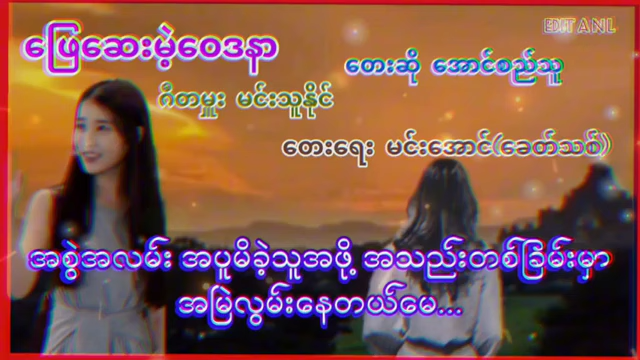 EDIT A N L
ဖြေဆေးမဲ့ဝေဒနာ
တေးဆို အောင်စည်သူ
ဂီတမှူး မင်းသူနိုင်
တေးရေး မင်းအောင်(ခေတ်သစ်)
အစွဲအလမ်း အပူမိခဲ့သူအဖို့ အသည်းတစ်ခြမ်းမှာ
အမြဲလွမ်းနေတယ်မေ...